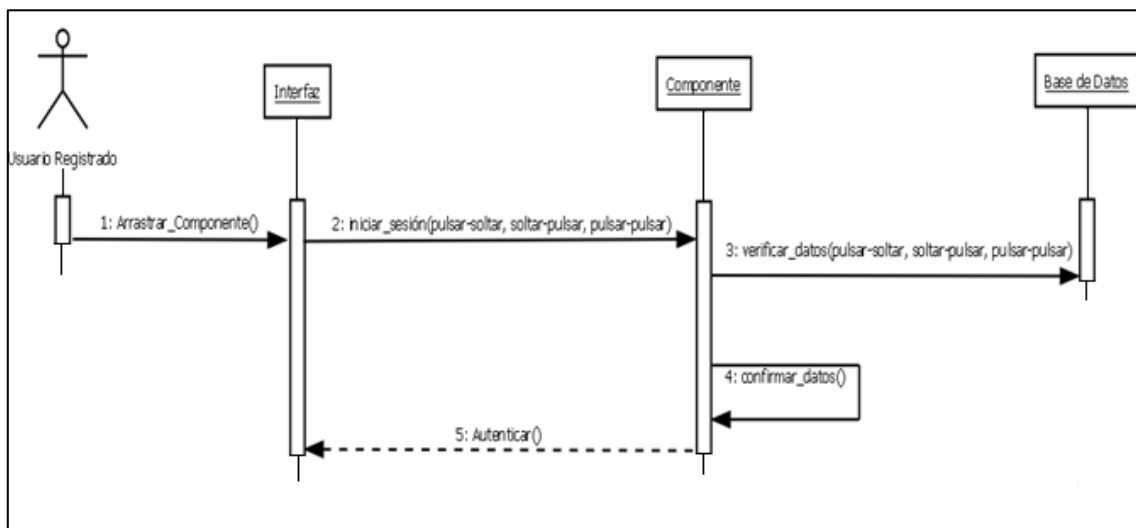 Interfaz
Componente
Base de Datos
Usuario Registrado
1: Arrastrar_Componente()
2: iniciar_sesión(pulsar-soltar, soltar-pulsar, pulsar-pulsar)
3: verificar_datos(pulsar-soltar, soltar-pulsar, pulsar-pulsar)
4: confirmar_datos()
5: Autenticar()